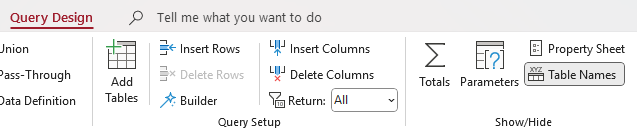 Query Design Tell me what you want to do
Union Insert Rows Insert Columns Property Sheet
Pass-Through Add Tables Delete Rows Delete Columns Totals Parameters XYZ Table Names
Data Definition Builder Return: All
Query Setup Show/Hide